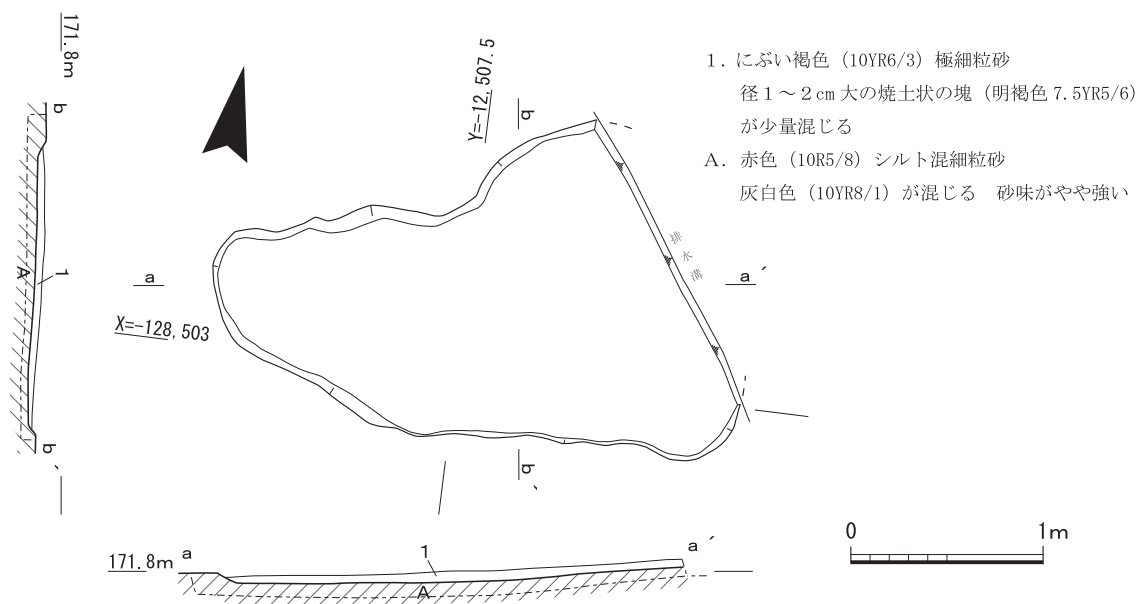 171.8m
b
A
1
b´
Y=-12,507.5
b
排水溝
a
a´
X=-128,503
b´
1. にぶい褐色（10YR6/3）極細粒砂
径１～２㎝大の焼土状の塊（明褐色 7.5YR5/6）
が少量混じる
A. 赤色（10R5/8）シルト混細粒砂
灰白色（10YR8/1）が混じる　砂味がやや強い
171.8m
a
1
A
a´
0
1m